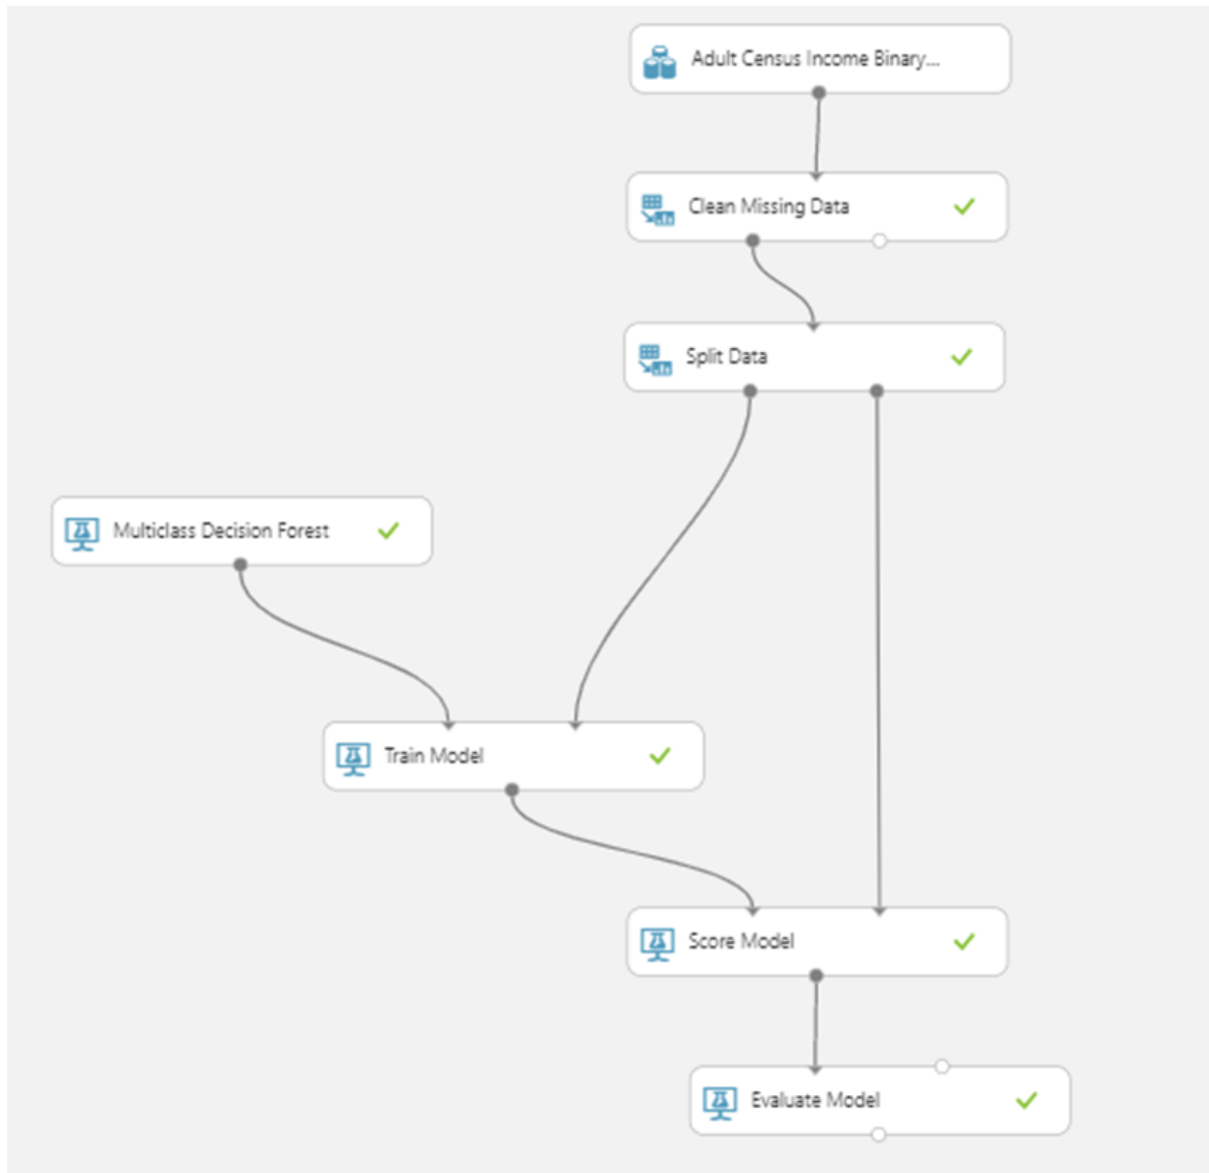 Adult Census Income Binary...
Clean Missing Data
Split Data
Multiclass Decision Forest
Train Model
Score Model
Evaluate Model